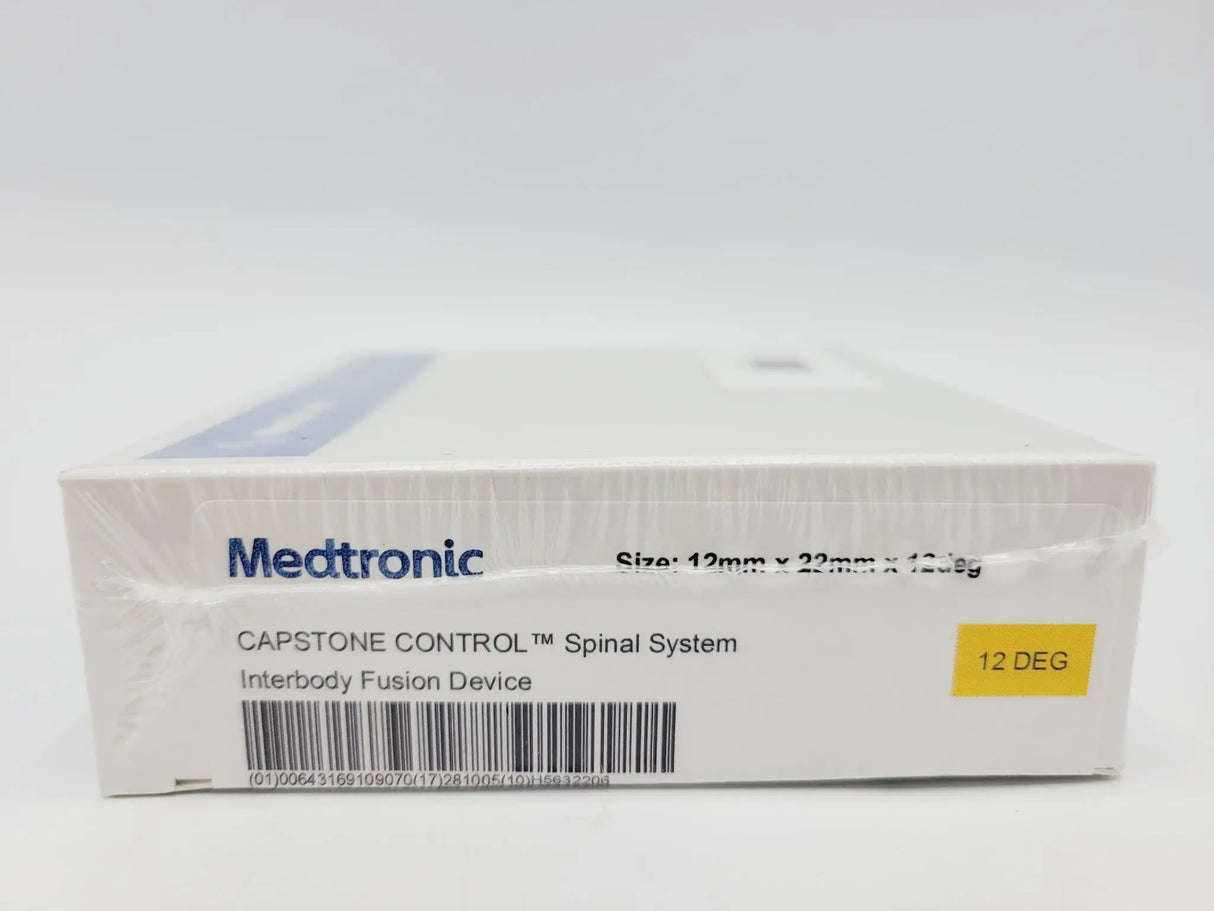 Medtronic
Size: 12mm x 22mm x 12deg
CAPSTONE CONTROL™ Spinal System
12 DEG
Interbody Fusion Device
(01)00643169109070(17)281005(10)H5632206